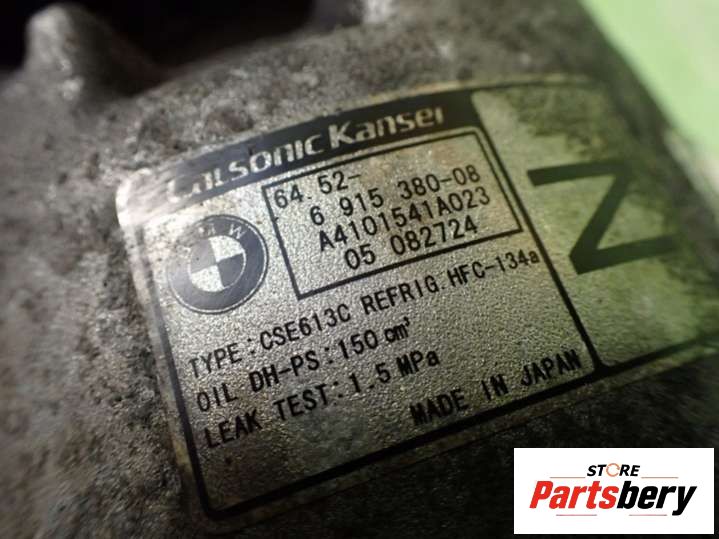 Calsonic Kansei
64.52-
6 915 380-08
A4101541A023
05 082724
BMW
TYPE:CSE613C REFRIG.HFC-134a
OIL DH-PS:150 cm³
LEAK TEST:1.5 MPa
MADE IN JAPAN
N
STORE
Partsbery